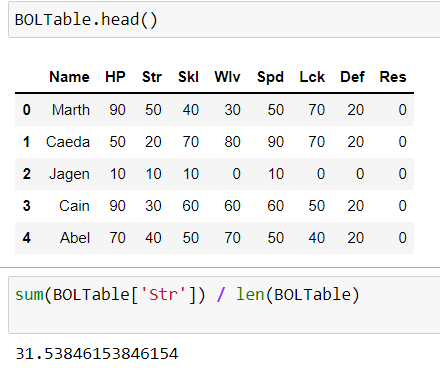 BOLTable.head()
Name HP Str Skl Wlv Spd Lck Def Res
0 Marth 90 50 40 30 50 70 20 0
1 Caeda 50 20 70 80 90 70 20 0
2 Jagen 10 10 10 0 10 0 0 0
3 Cain 90 30 60 60 60 50 20 0
4 Abel 70 40 50 70 50 40 20 0
sum(BOLTable['Str']) / len(BOLTable)
31.53846153846154